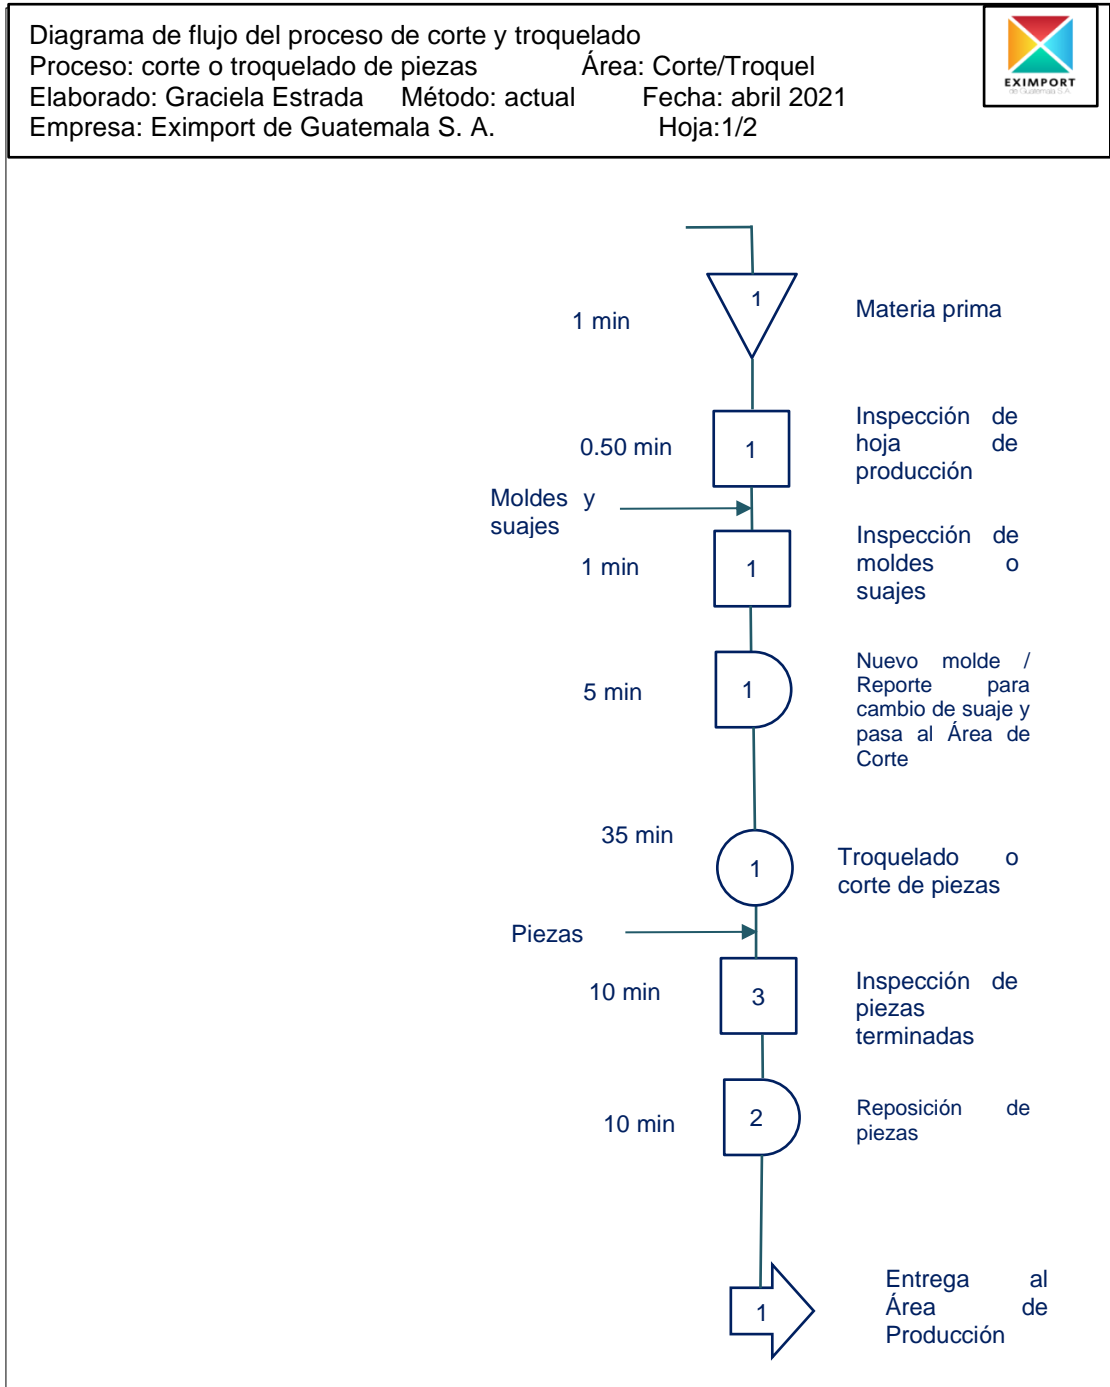 Diagrama de flujo del proceso de corte y troquelado
Proceso: corte o troquelado de piezas Área: Corte/Troquel
Elaborado: Graciela Estrada Método: actual Fecha: abril 2021
Empresa: Eximport de Guatemala S. A. Hoja:1/2
EXIMPORT
de Guatemala S.A.
1
1 min
Materia prima
0.50 min
1
Inspección de
hoja de
producción
Moldes y
suajes
1 min
1
Inspección de
moldes o
suajes
5 min
1
Nuevo molde /
Reporte para
cambio de suaje y
pasa al Área de
Corte
35 min
1
Troquelado o
corte de piezas
Piezas
10 min
3
Inspección de
piezas
terminadas
10 min
2
Reposición de
piezas
1
Entrega al
Área de
Producción